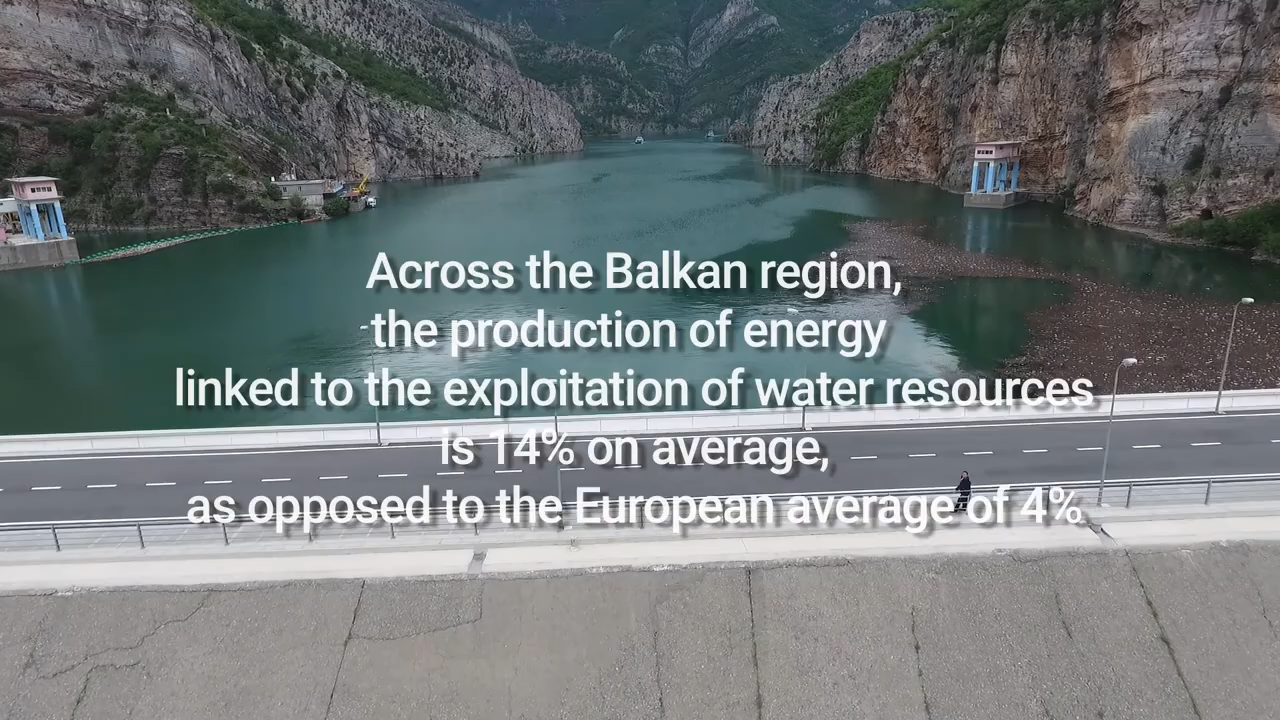 Across the Balkan region,
the production of energy
linked to the exploitation of water resources
is 14% on average,
as opposed to the European average of 4%